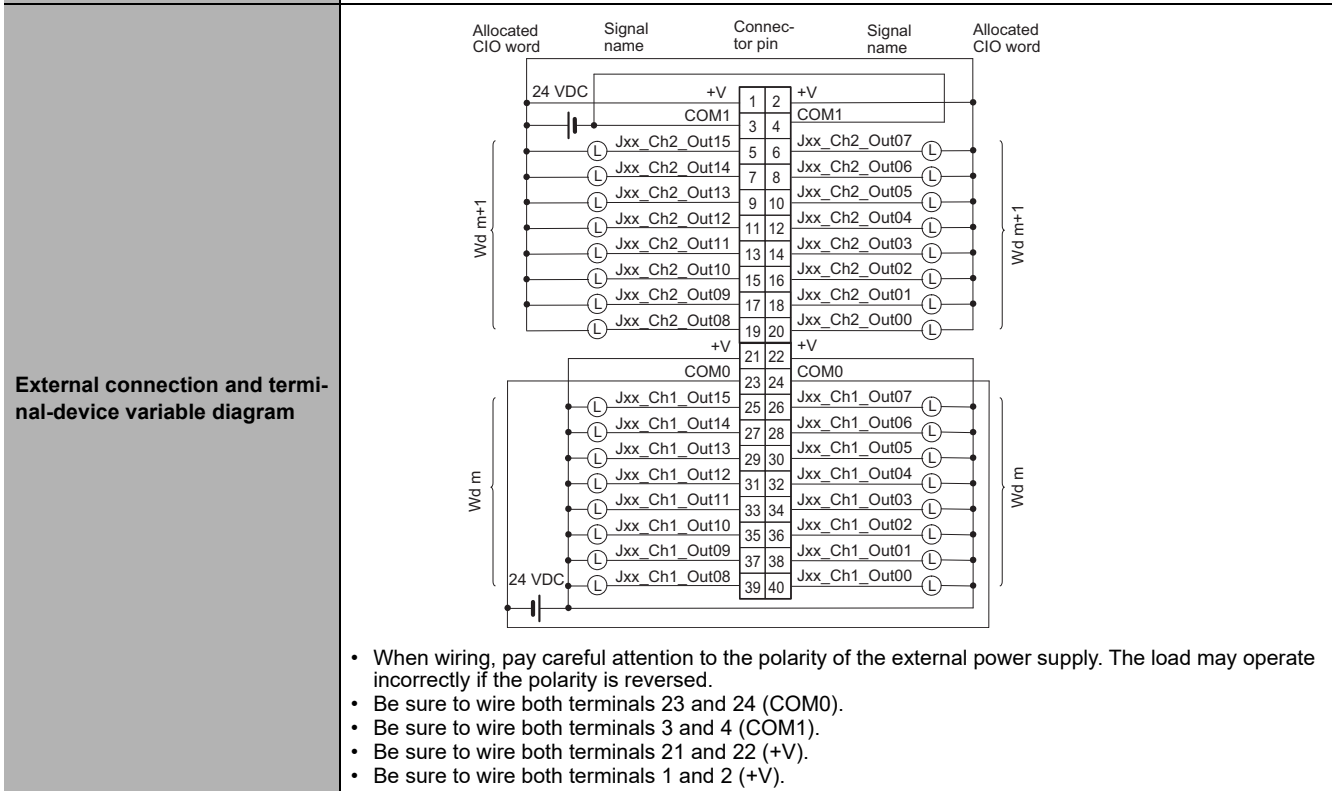 Allocated CIO word Signal name Connec-tor pin Signal name Allocated CIO word
24 VDC
+V 1 2 +V
COM1 3 4 COM1
L Jxx_Ch2_Out15 5 6 Jxx_Ch2_Out07 L
L Jxx_Ch2_Out14 7 8 Jxx_Ch2_Out06 L
L Jxx_Ch2_Out13 9 10 Jxx_Ch2_Out05 L
L Jxx_Ch2_Out12 11 12 Jxx_Ch2_Out04 L
L Jxx_Ch2_Out11 13 14 Jxx_Ch2_Out03 L
L Jxx_Ch2_Out10 15 16 Jxx_Ch2_Out02 L
L Jxx_Ch2_Out09 17 18 Jxx_Ch2_Out01 L
L Jxx_Ch2_Out08 19 20 Jxx_Ch2_Out00 L
Wd m+1
Wd m+1
+V 21 22 +V
COM0 23 24 COM0
L Jxx_Ch1_Out15 25 26 Jxx_Ch1_Out07 L
L Jxx_Ch1_Out14 27 28 Jxx_Ch1_Out06 L
L Jxx_Ch1_Out13 29 30 Jxx_Ch1_Out05 L
L Jxx_Ch1_Out12 31 32 Jxx_Ch1_Out04 L
L Jxx_Ch1_Out11 33 34 Jxx_Ch1_Out03 L
L Jxx_Ch1_Out10 35 36 Jxx_Ch1_Out02 L
L Jxx_Ch1_Out09 37 38 Jxx_Ch1_Out01 L
L Jxx_Ch1_Out08 39 40 Jxx_Ch1_Out00 L
Wd m
Wd m
24 VDC
External connection and termi-
nal-device variable diagram
• When wiring, pay careful attention to the polarity of the external power supply. The load may operate
incorrectly if the polarity is reversed.
• Be sure to wire both terminals 23 and 24 (COM0).
• Be sure to wire both terminals 3 and 4 (COM1).
• Be sure to wire both terminals 21 and 22 (+V).
• Be sure to wire both terminals 1 and 2 (+V).